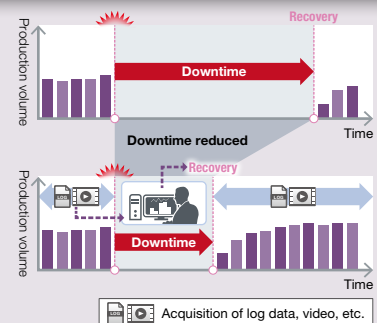 Recovery
Production volume
Downtime
Time
Downtime reduced
Recovery
Production volume
LOG
LOG
Downtime
Time
LOG
Acquisition of log data, video, etc.